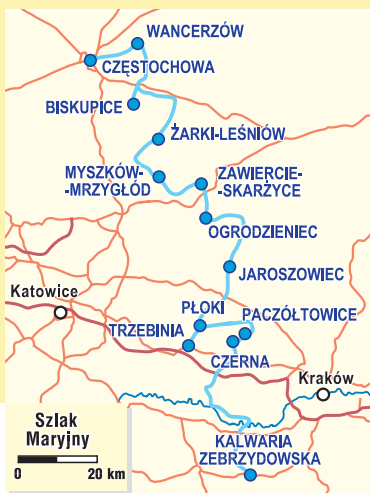 WANCERZÓW
CZĘSTOCHOWA
BISKUPICE
ŻARKI-LEŚNIÓW
MYSZKÓW-
-MRZYGŁÓD
ZAWIERCIE-
-SKARŻYCE
OGRODZIENIEC
JAROSZOWIEC
Katowice
PŁOKI
PACZÓŁTOWICE
TRZEBINIA
CZERNA
Kraków
Szlak
Maryjny
0 20 km
KALWARIA
ZEBRZYDOWSKA